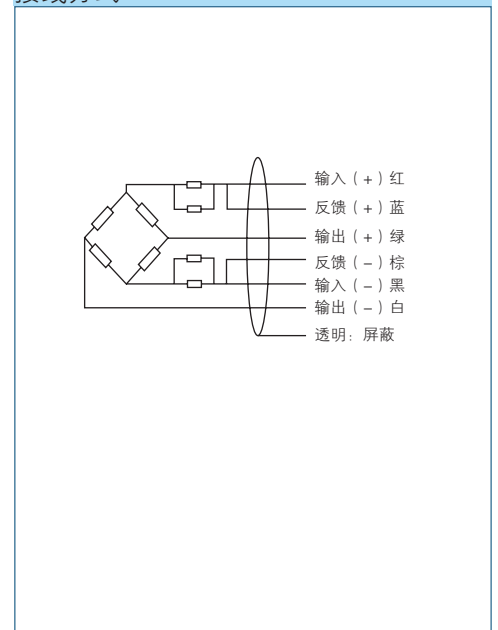 输入（+）红
反馈（+）蓝
输出（+）绿
反馈（–）棕
输入（–）黑
输出（–）白
透明：屏蔽